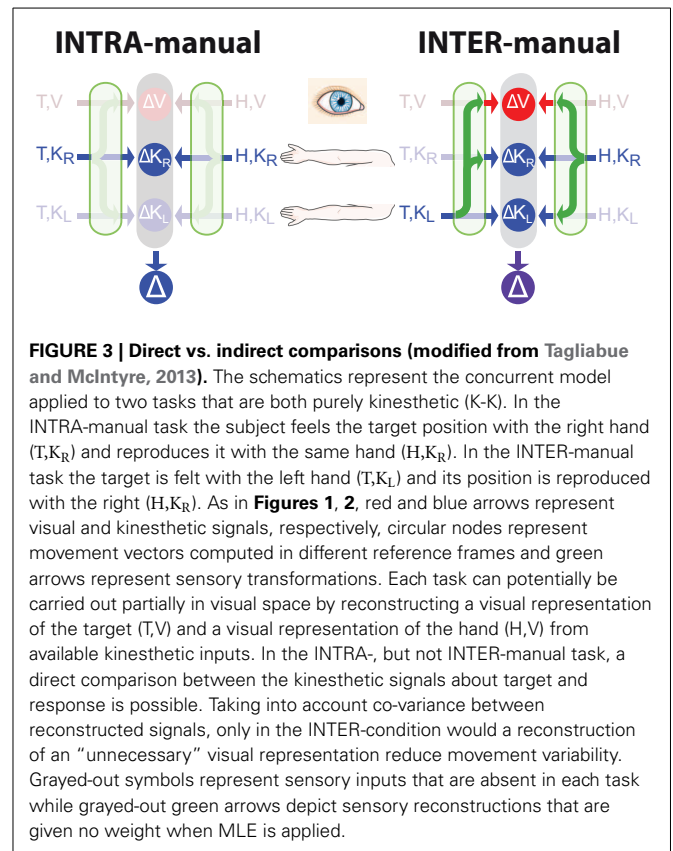 INTRA-manual INTER-manual
T,V ΔV H,V T,V ΔV H,V
T,KR ΔKR H,KR T,KR ΔKR H,KR
T,KL ΔKL H,KL T,KL ΔKL H,KL
Δ Δ
FIGURE 3 | Direct vs. indirect comparisons (modified from Tagliabue
and McIntyre, 2013). The schematics represent the concurrent model
applied to two tasks that are both purely kinesthetic (K-K). In the
INTRA-manual task the subject feels the target position with the right hand
(T,KR) and reproduces it with the same hand (H,KR). In the INTER-manual
task the target is felt with the left hand (T,KL) and its position is reproduced
with the right (H,KR). As in Figures 1, 2, red and blue arrows represent
visual and kinesthetic signals, respectively, circular nodes represent
movement vectors computed in different reference frames and green
arrows represent sensory transformations. Each task can potentially be
carried out partially in visual space by reconstructing a visual representation
of the target (T,V) and a visual representation of the hand (H,V) from
available kinesthetic inputs. In the INTRA-, but not INTER-manual task, a
direct comparison between the kinesthetic signals about target and
response is possible. Taking into account co-variance between
reconstructed signals, only in the INTER-condition would a reconstruction
of an “unnecessary” visual representation reduce movement variability.
Grayed-out symbols represent sensory inputs that are absent in each task
while grayed-out green arrows depict sensory reconstructions that are
given no weight when MLE is applied.